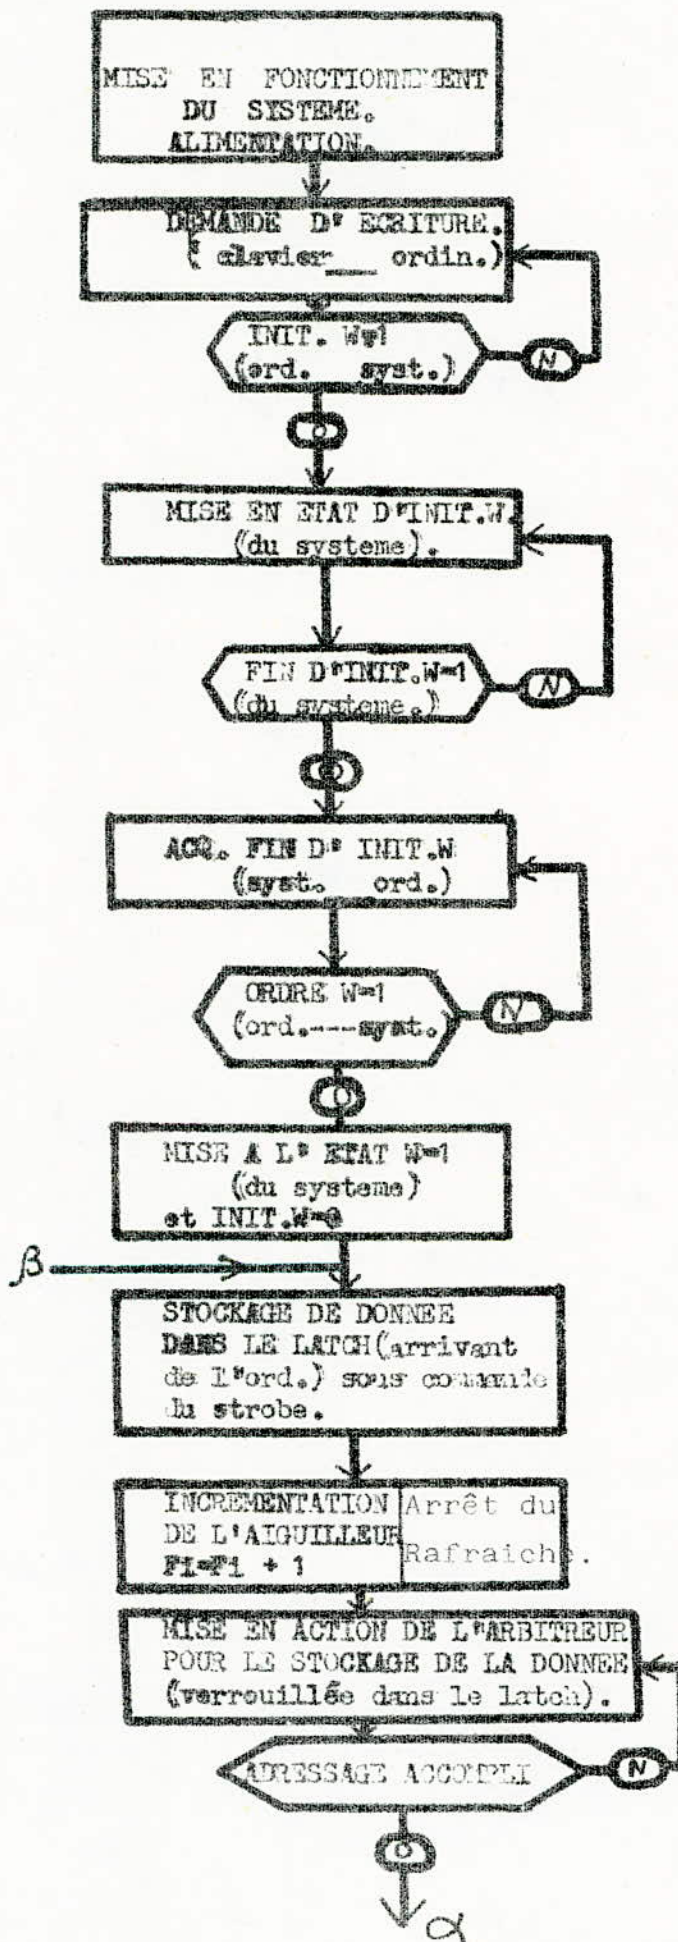 MISE EN FONCTIONNEMENT
DU SYSTEME.
ALIMENTATION.
DEMANDE D' ECRITURE.
( clavier__ ordin.)
INIT. W=1
(ord. syst.)
N
O
MISE EN ETAT D'INIT.W.
(du systeme).
FIN D'INIT.W=1
(du systeme.)
N
O
ACQ. FIN D' INIT.W
(syst. ord.)
ORDRE W=1
(ord.---syst.)
N
O
MISE A L' ETAT W=1
(du systeme)
et INIT.W=0
β
STOCKAGE DE DONNEE
DANS LE LATCH(arrivant
de l'ord.) sous commande
du strobe.
INCREMENTATION
DE L'AIGUILLEUR
Fi=Fi + 1
Arrêt du
Rafraiche.
MISE EN ACTION DE L'ARBITREUR
POUR LE STOCKAGE DE LA DONNEE
(verrouillée dans le latch).
ADRESSAGE ACCOMPLI
N
O
α